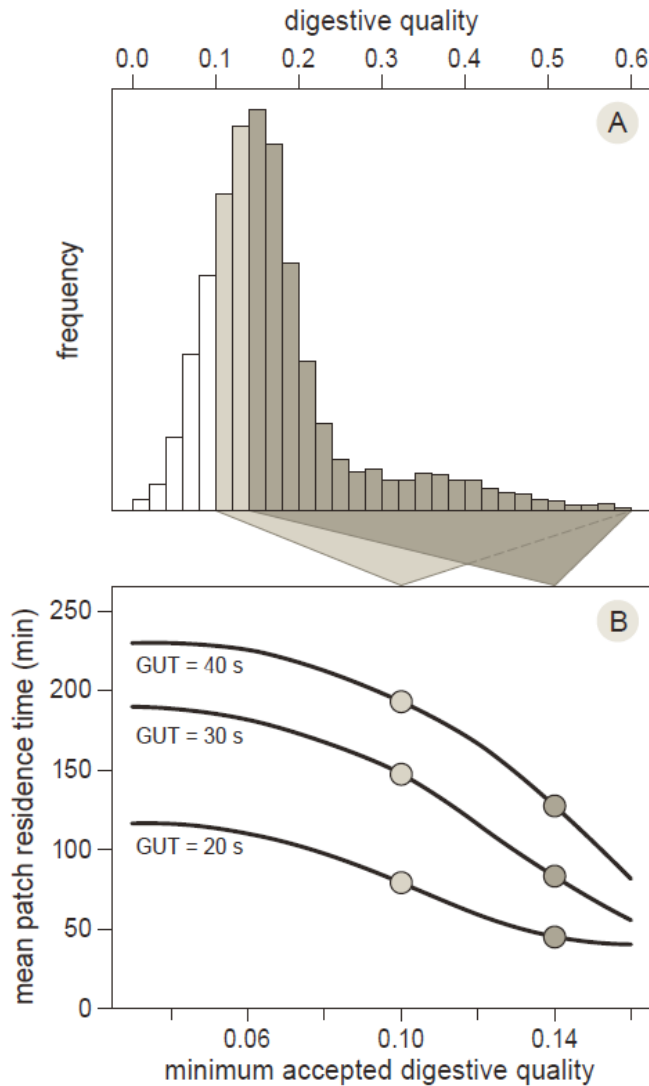 digestive quality
0.0 0.1 0.2 0.3 0.4 0.5 0.6
A
frequency
B
mean patch residence time (min)
250
200
150
100
50
0
GUT = 40 s
GUT = 30 s
GUT = 20 s
0.06 0.10 0.14
minimum accepted digestive quality